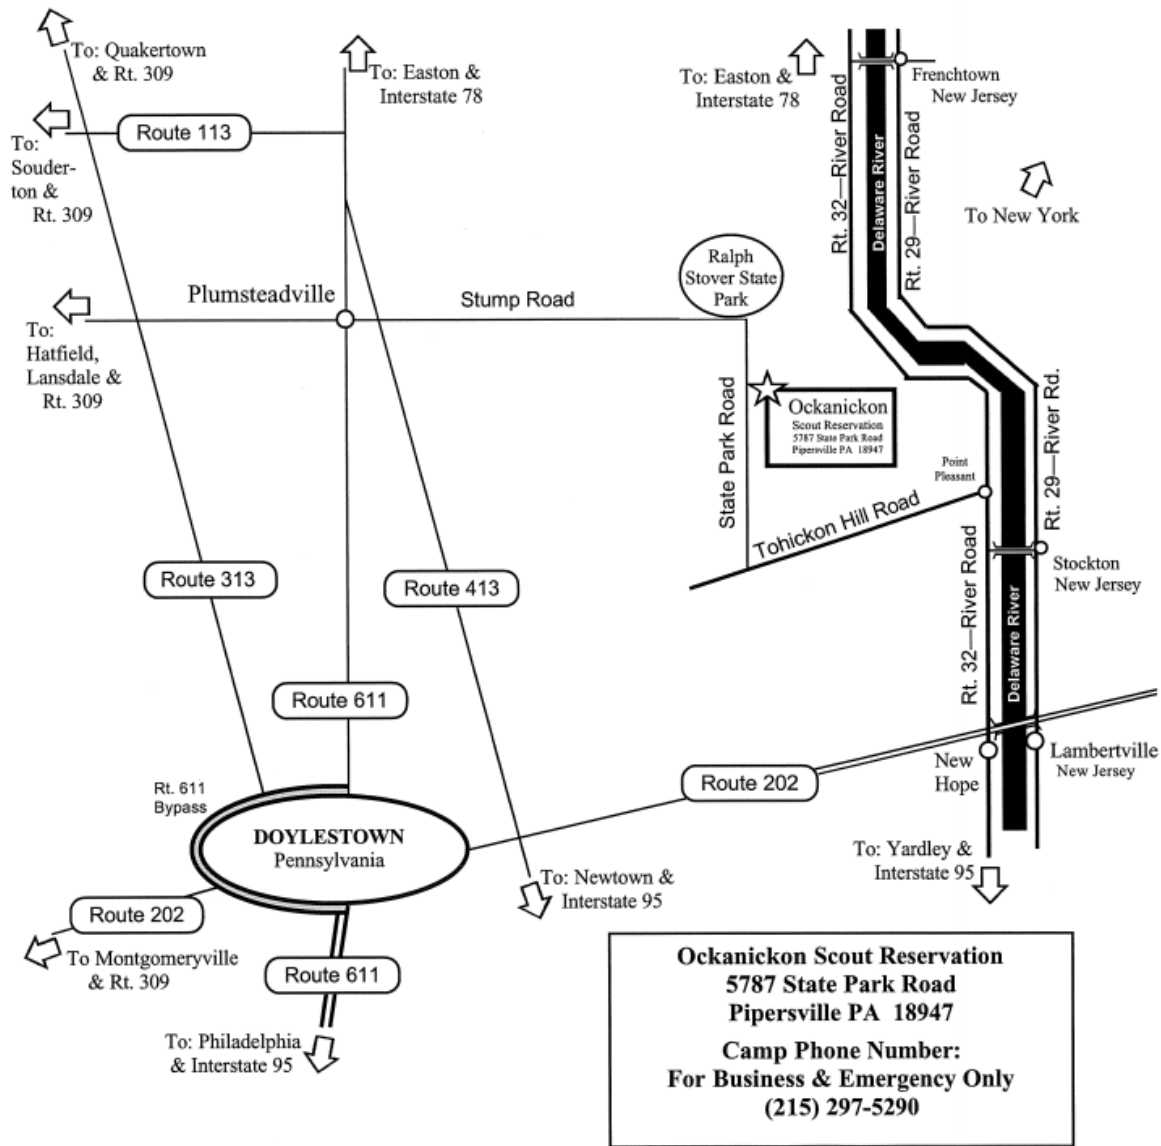 To: Quakertown
& Rt. 309
To: Easton &
Interstate 78
To: Easton &
Interstate 78
Frenchtown
New Jersey
Route 113
To:
Souder-
ton &
Rt. 309
Rt. 32—River Road
Delaware River
Rt. 29—River Road
To New York
Ralph
Stover State
Park
Plumsteadville
Stump Road
To:
Hatfield,
Lansdale &
Rt. 309
State Park Road
Ockanickon
Scout Reservation
5787 State Park Road
Pipersville PA 18947
Rt. 29—River Rd.
Point
Pleasant
Tohickon Hill Road
Route 313
Route 413
Stockton
New Jersey
Rt. 32—River Road
Delaware River
Route 611
New
Hope
Lambertville
New Jersey
Route 202
Rt. 611
Bypass
DOYLESTOWN
Pennsylvania
To: Yardley &
Interstate 95
To: Newtown &
Interstate 95
Route 202
To Montgomeryville
& Rt. 309
Route 611
To: Philadelphia
& Interstate 95
Ockanickon Scout Reservation
5787 State Park Road
Pipersville PA 18947
Camp Phone Number:
For Business & Emergency Only
(215) 297-5290